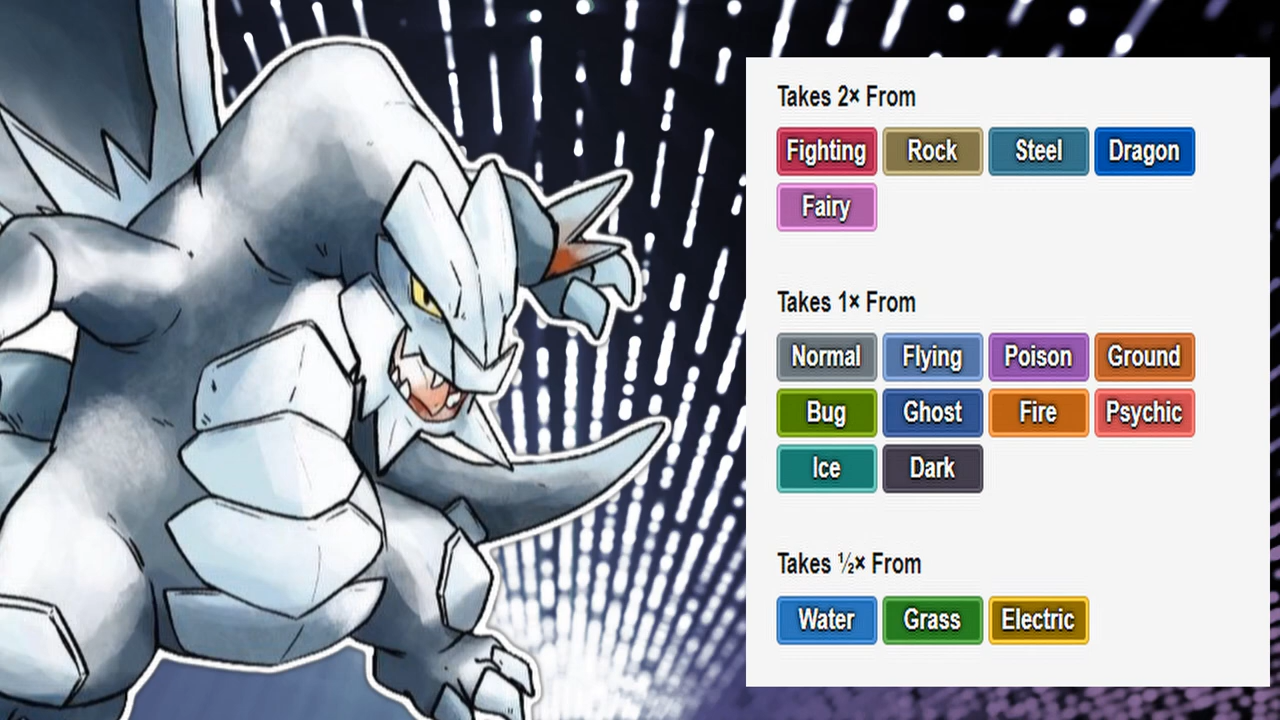 Takes 2× From
Fighting Rock Steel Dragon
Fairy
Takes 1× From
Normal Flying Poison Ground
Bug Ghost Fire Psychic
Ice Dark
Takes ½× From
Water Grass Electric